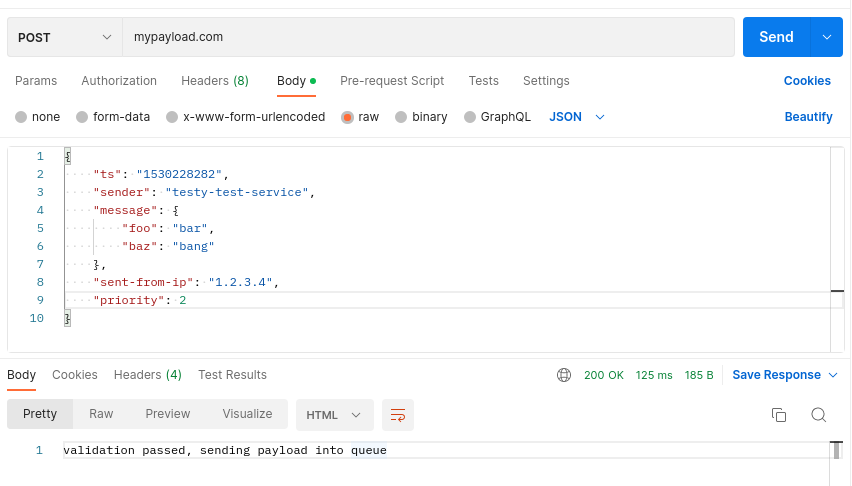 POST mypayload.com Send
Params Authorization Headers (8) Body Pre-request Script Tests Settings Cookies
none form-data x-www-form-urlencoded raw binary GraphQL JSON Beautify
1 {
2 "ts": "1530228282",
3 "sender": "testy-test-service",
4 "message": {
5 "foo": "bar",
6 "baz": "bang"
7 },
8 "sent-from-ip": "1.2.3.4",
9 "priority": 2
10 }
Body Cookies Headers (4) Test Results 200 OK 125 ms 185 B Save Response
Pretty Raw Preview Visualize HTML
1 validation passed, sending payload into queue